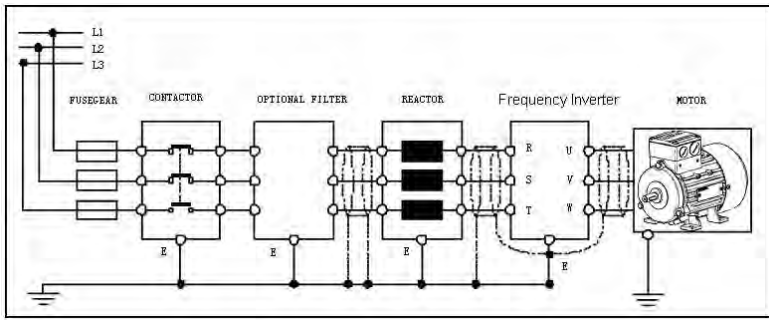 L1
L2
L3
FUSEGEAR CONTACTOR OPTIONAL FILTER REACTOR Frequency Inverter MOTOR
R U
S V
T W
E E E